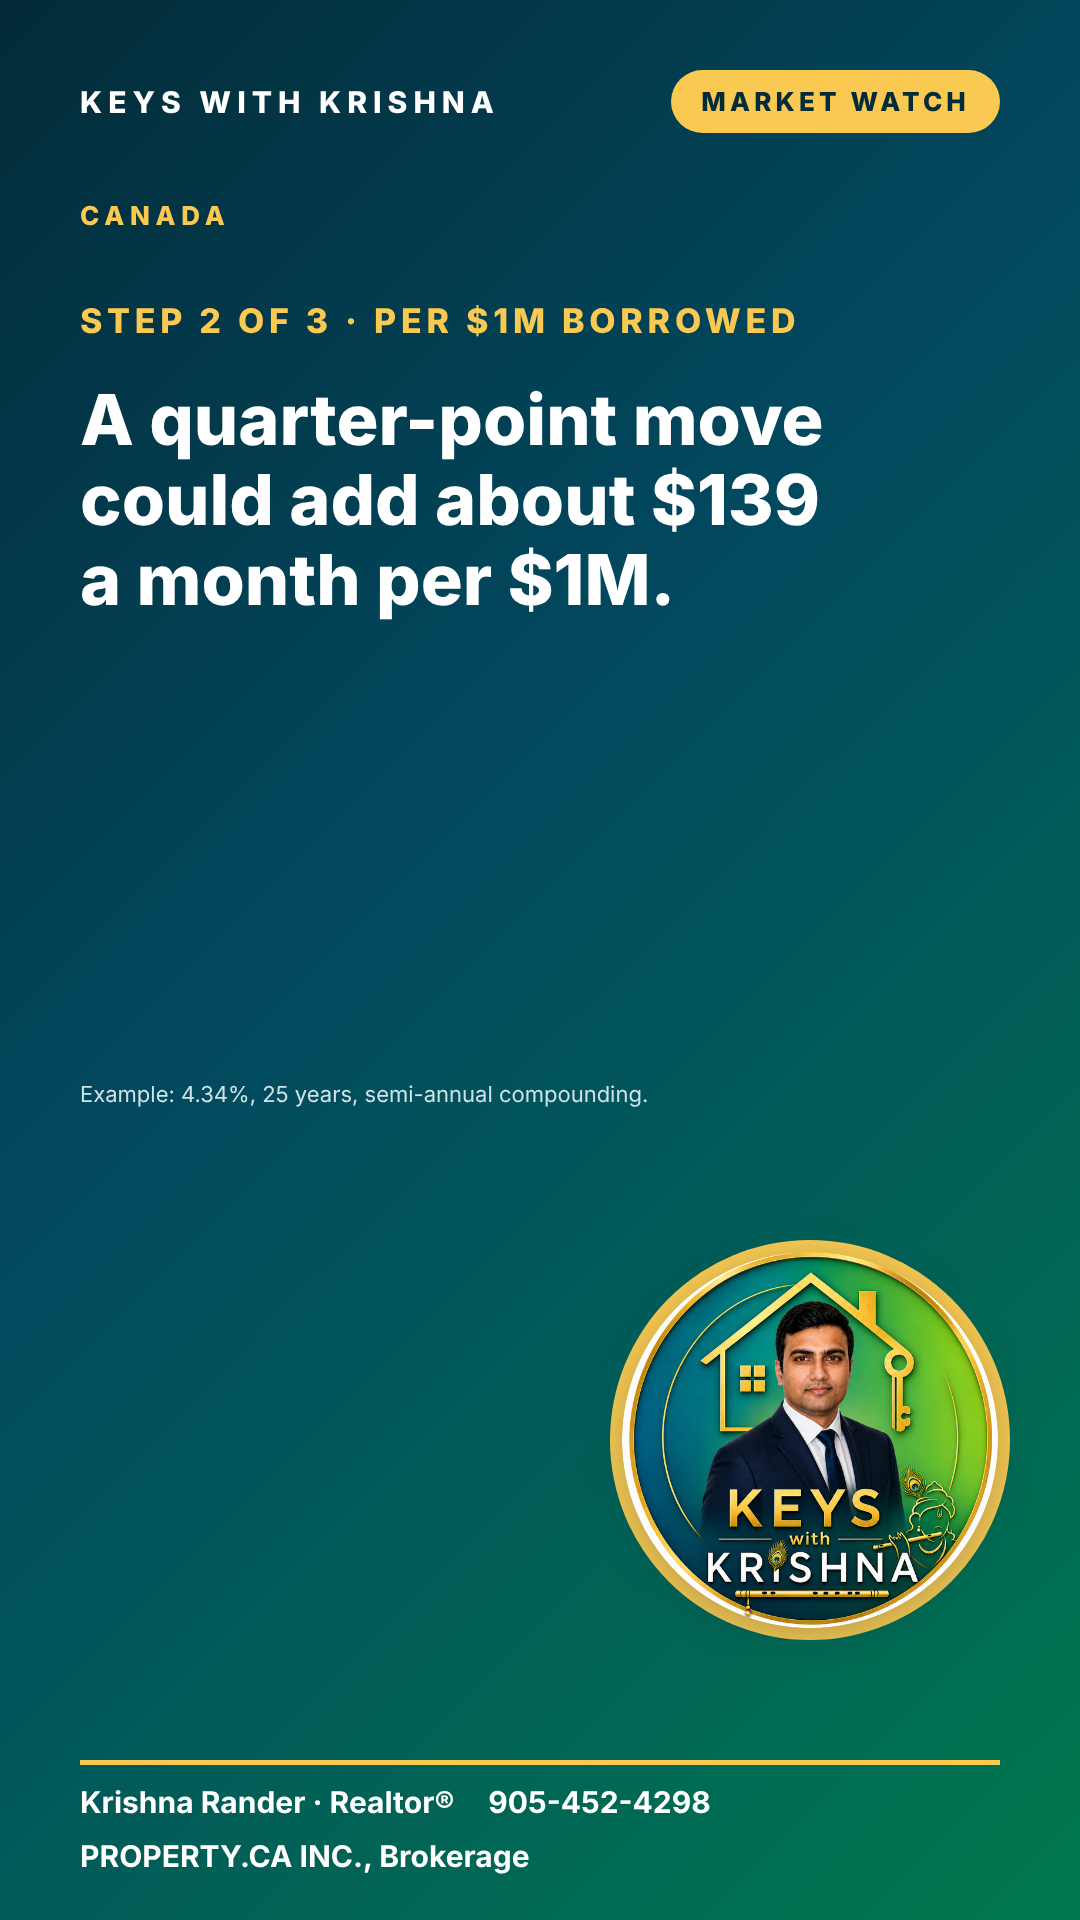 KEYS WITH KRISHNA
MARKET WATCH
CANADA
STEP 2 OF 3 · PER $1M BORROWED
A quarter-point move
could add about $139
a month per $1M.
Example: 4.34%, 25 years, semi-annual compounding.
KEYS
with
KRISHNA
Krishna Rander · Realtor® 905-452-4298
PROPERTY.CA INC., Brokerage